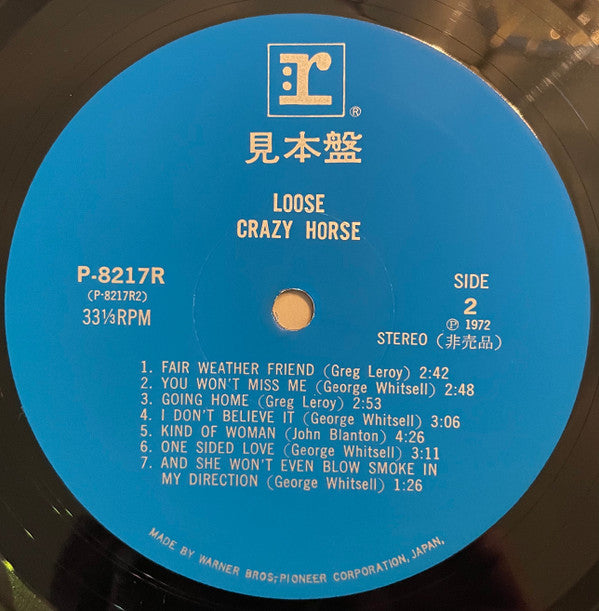 r
®
見本盤
LOOSE
CRAZY HORSE
P-8217R
(P-8217R2)
33⅓RPM
SIDE
2
Ⓟ 1972
STEREO (非売品)
1. FAIR WEATHER FRIEND (Greg Leroy) 2:42
2. YOU WON'T MISS ME (George Whitsell) 2:48
3. GOING HOME (Greg Leroy) 2:53
4. I DON'T BELIEVE IT (George Whitsell) 3:06
5. KIND OF WOMAN (John Blanton) 4:26
6. ONE SIDED LOVE (George Whitsell) 3:11
7. AND SHE WON'T EVEN BLOW SMOKE IN
MY DIRECTION (George Whitsell) 1:26
MADE BY WARNER BROS; PIONEER CORPORATION, JAPAN,